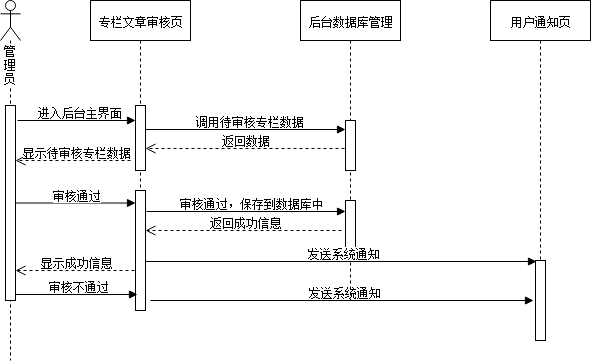 专栏文章审核页
后台数据库管理
用户通知页
管理员
进入后台主界面
调用待审核专栏数据
返回数据
显示待审核专栏数据
审核通过
审核通过，保存到数据库中
返回成功信息
发送系统通知
显示成功信息
审核不通过
发送系统通知